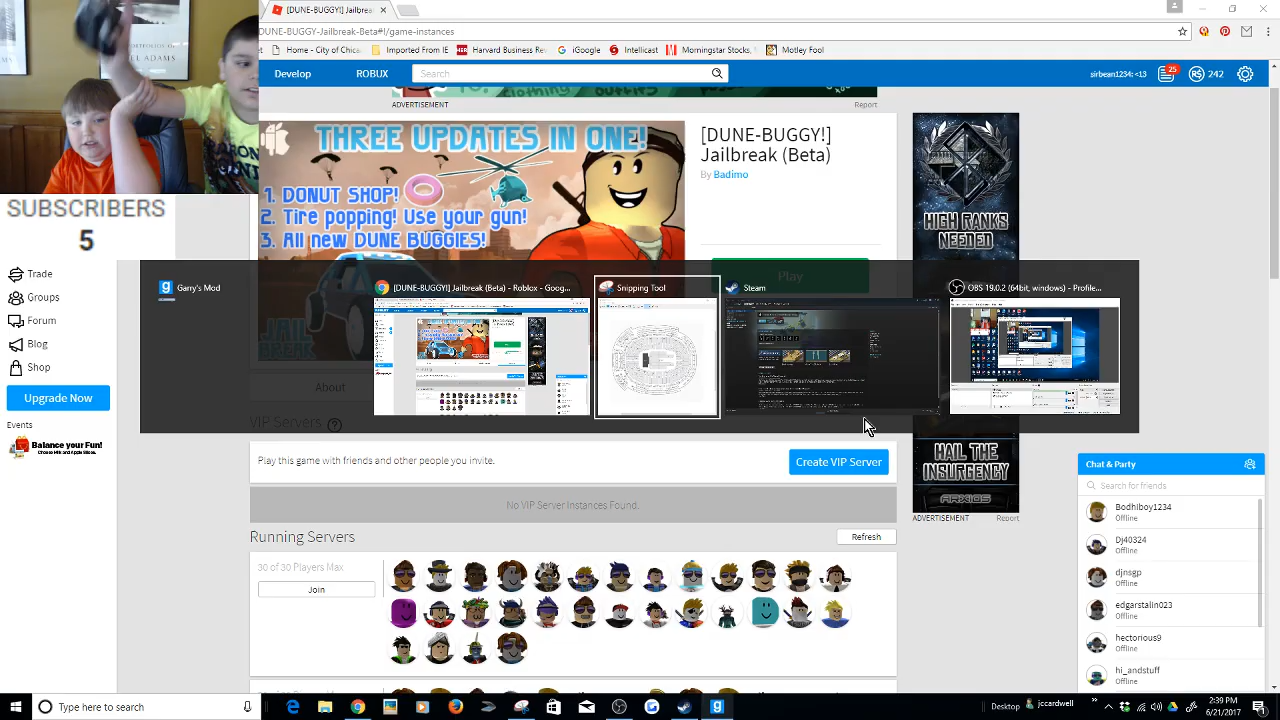 [DUNE-BUGGY!] Jailbreak
DUNE-BUGGY-Jailbreak-Beta#!/game-instances
Home - City of Chica
Imported From IE
Harvard Business Res
iGoogle
Intellicast
Morningstar Stocks,
Motley Fool
Develop
ROBUX
Search
sirbean1234: <13
25
242
ADVERTISEMENT
Report
THREE UPDATES IN ONE!
1. DONUT SHOP!
2. Tire popping! Use your gun!
3. All new DUNE BUGGIES!
[DUNE-BUGGY!]
Jailbreak (Beta)
By Badimo
Play
HIGH RANKS
NEEDED
SUBSCRIBERS
5
Trade
Groups
Forum
Blog
Shop
Upgrade Now
Events
Balance your Fun!
Garry's Mod
[DUNE-BUGGY!] Jailbreak (Beta) - Roblox - Goog...
Snipping Tool
Steam
OBS 19.0.2 (64bit, windows) - Profile...
JAIL
BREAK
About
VIP Servers
Play this game with friends and other people you invite.
Create VIP Server
No VIP Server Instances Found.
HAIL THE
INSURGENCY
ARXIOS
ADVERTISEMENT
Report
Running Servers
Refresh
30 of 30 Players Max
Join
Chat & Party
Search for friends
Bodhiboy1234
Offline
Dj40324
Offline
djnsgp
Offline
edgarstalin023
Offline
hectorious9
Offline
hi_andstuff
Offline
Type here to search
Desktop
jccardwell
2:39 PM
6/21/2017